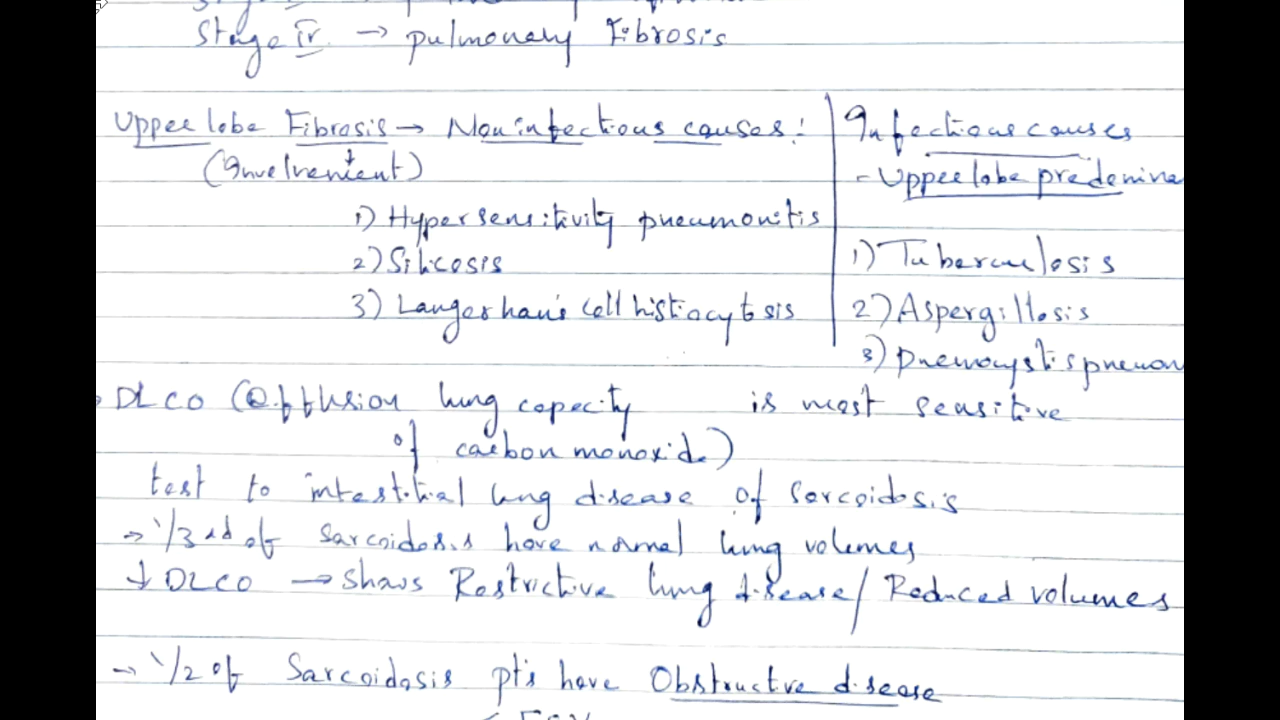 Stage IV → pulmonary Fibrosis
Upper lobe Fibrosis → Noninfectious causes:
(Involvement)
1) Hypersensitivity pneumonitis
2) Silicosis
3) Langerhan's cell histiocytosis
Infectious causes
- Upper lobe predomina
1) Tuberculosis
2) Aspergillosis
3) pneumocystis pneumon
DLCO (Diffusion lung capacity is most sensitive
of carbon monoxide)
test to interstitial lung disease of sarcoidosis
→ 1/3rd of sarcoidosis have normal lung volumes
↓ DLCO → shows Restrictive lung disease/ Reduced volumes
→ 1/2 of Sarcoidosis pts have Obstructive disease